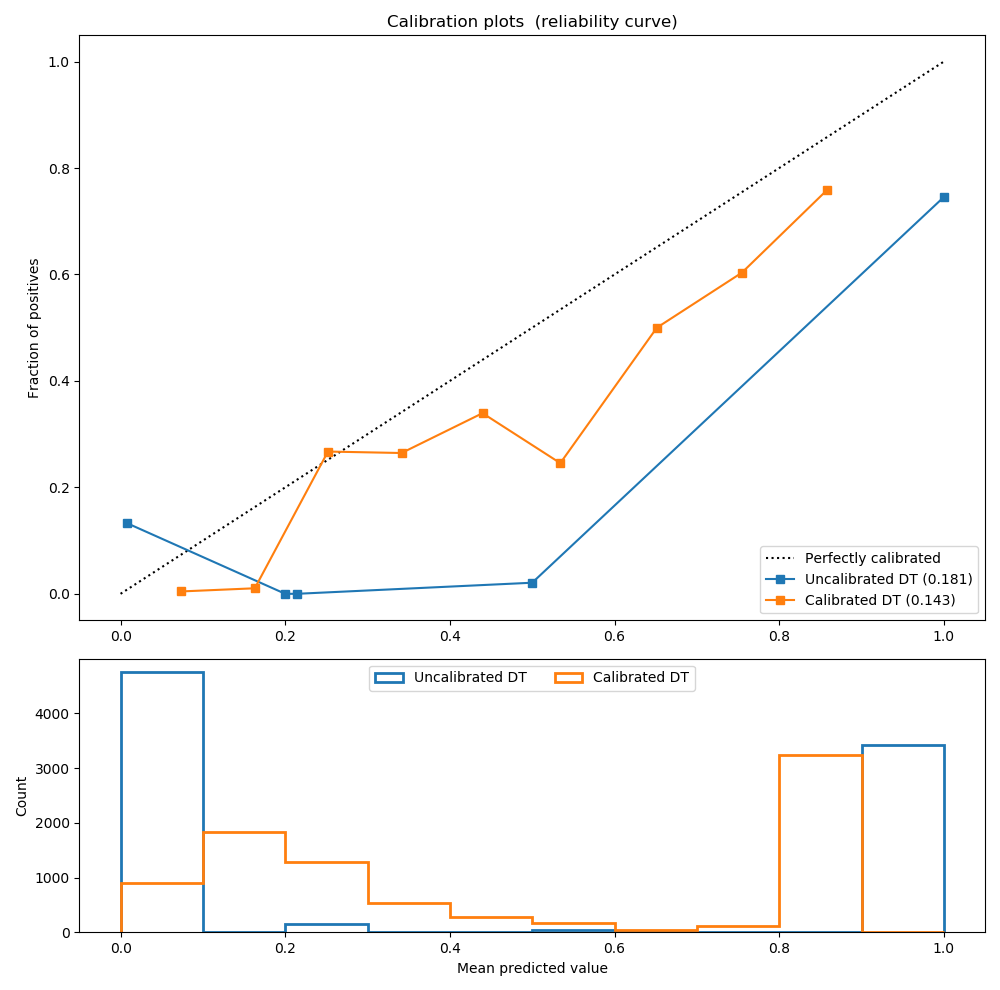 Calibration plots  (reliability curve)
1.0
0.8
0.6
0.4
0.2
0.0
Fraction of positives
Perfectly calibrated
Uncalibrated DT (0.181)
Calibrated DT (0.143)
0.0 0.2 0.4 0.6 0.8 1.0
Uncalibrated DT Calibrated DT
4000
3000
2000
1000
0
Count
0.0 0.2 0.4 0.6 0.8 1.0
Mean predicted value